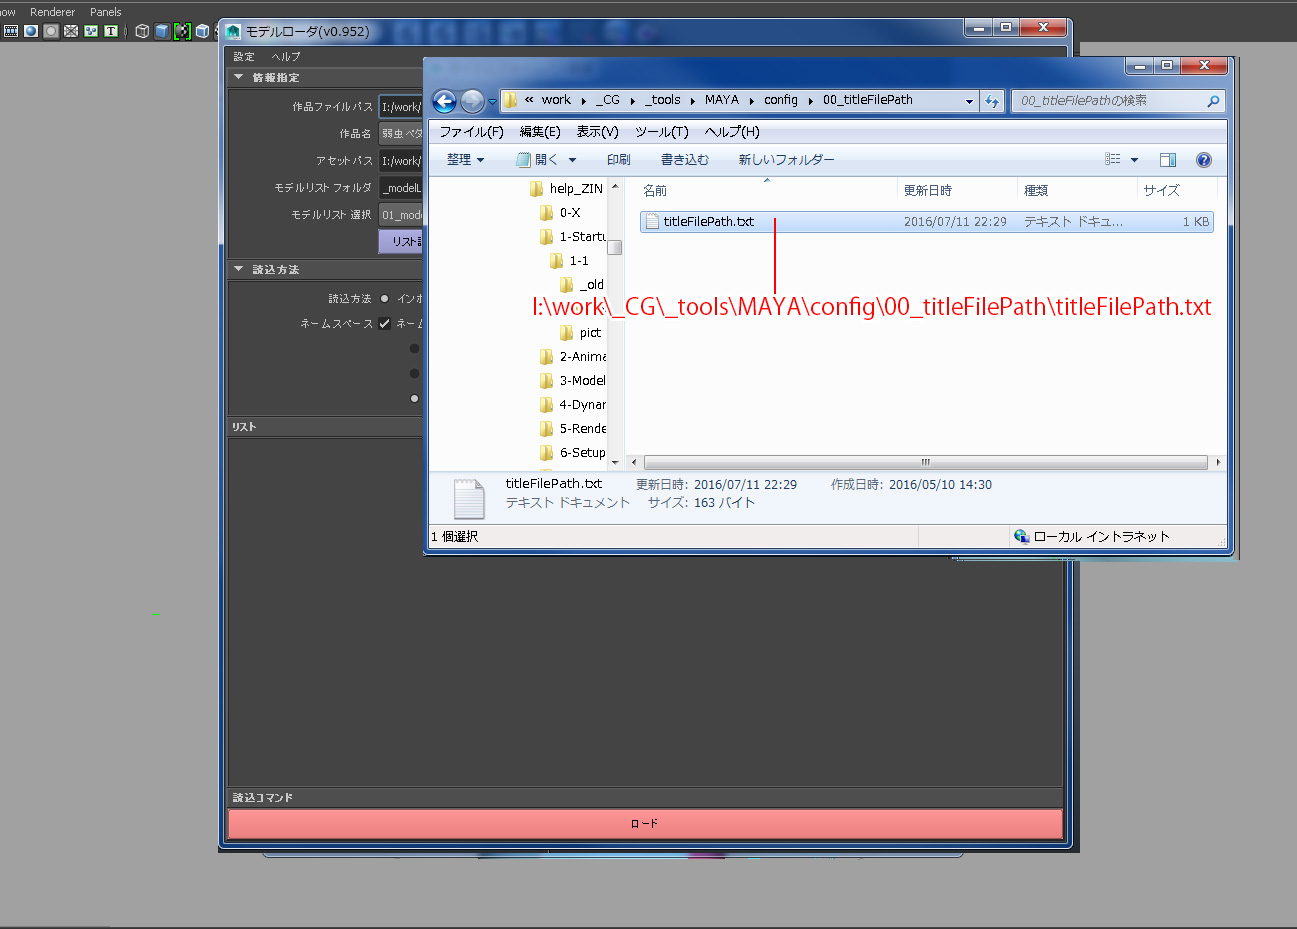 Renderer Panels
モデルローダ(v0.952)
設定 ヘルプ
情報指定
作品ファイルパス I:/work/
作品名 弱虫ペダ
アセットパス I:/work/
モデルリスト フォルダ _modelL
モデルリスト 選択 01_mode
読込方法
読込方法
ネームスペース
リスト
読込コマンド
ロード
« work _CG _tools MAYA config 00_titleFilePath
00_titleFilePathの検索
ファイル(F) 編集(E) 表示(V) ツール(T) ヘルプ(H)
整理 開く 印刷 書き込む 新しいフォルダー
名前 更新日時 種類 サイズ
titleFilePath.txt 2016/07/11 22:29 テキスト ドキュ... 1 KB
help_ZIN
0-X
1-Startu
1-1
_old
pict
2-Anima
3-Model
4-Dynar
5-Rende
6-Setup
I:\work\_CG\_tools\MAYA\config\00_titleFilePath\titleFilePath.txt
titleFilePath.txt 更新日時: 2016/07/11 22:29 作成日時: 2016/05/10 14:30
テキスト ドキュメント サイズ: 163 バイト
1 個選択
ローカル イントラネット